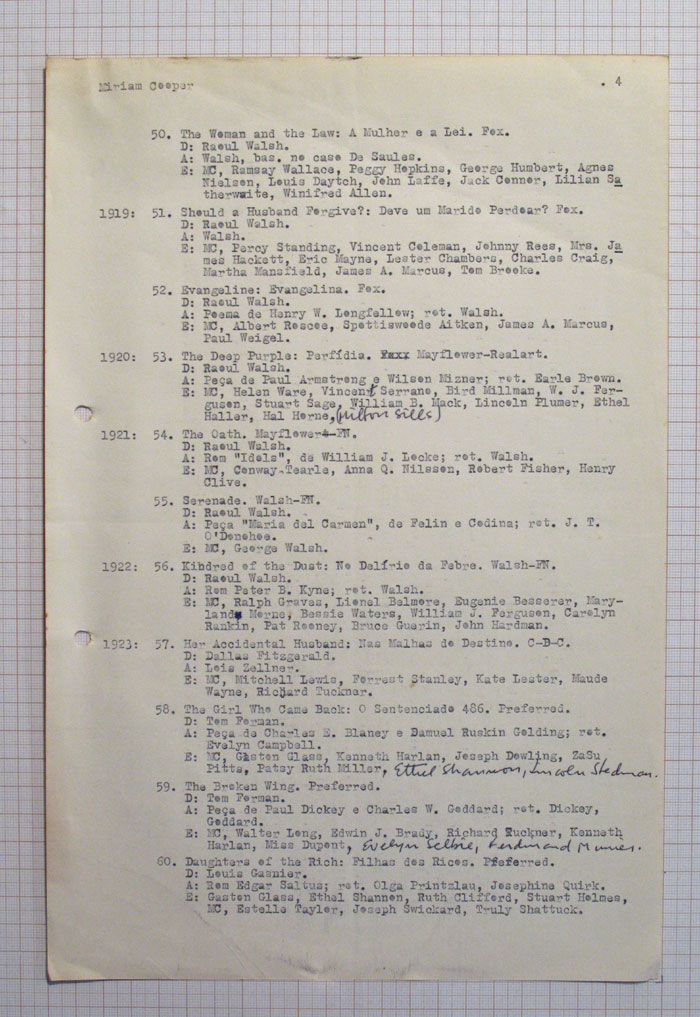 Miriam Cooper . 4
50. The Woman and the Law: A Mulher e a Lei. Fox.
D: Raoul Walsh.
A: Walsh, bas. no caso De Saules.
E: MC, Ramsay Wallace, Peggy Hopkins, George Humbert, Agnes
Nielsen, Louis Daytch, John Laffe, Jack Connor, Lilian Sa
therwaite, Winifred Allen.
1919: 51. Should a Husband Forgive?: Deve um Marido Perdoar? Fox.
D: Raoul Walsh.
A: Walsh.
E: MC, Percy Standing, Vincent Coleman, Johnny Rees, Mrs. Ja
mes Hackett, Eric Mayne, Lester Chambers, Charles Craig,
Martha Mansfield, James A. Marcus, Tom Brooke.
52. Evangeline: Evangelina. Fox.
D: Raoul Walsh.
A: Poema de Henry W. Longfellow; rot. Walsh.
E: MC, Albert Roscoe, Spottiswoode Aitken, James A. Marcus,
Paul Weigel.
1920: 53. The Deep Purple: Perfídia. Mayflower-Realart.
D: Raoul Walsh.
A: Peça de Paul Armstrong e Wilson Mizner; rot. Earle Brown.
E: MC, Helen Ware, Vincent Serrano, Bird Millman, W. J. Fer-
guson, Stuart Sage, William B. Mack, Lincoln Plumer, Ethel
Haller, Hal Horne, (Milton Sills)
1921: 54. The Oath. Mayflower-FN.
D: Raoul Walsh.
A: Rom "Idols", de William J. Locke; rot. Walsh.
E: MC, Conway Tearle, Anna Q. Nilsson, Robert Fisher, Henry
Clive.
55. Serenade. Walsh-FN.
D: Raoul Walsh.
A: Peça "Maria del Carmen", de Felin e Codina; rot. J. T.
O'Donohoe.
E: MC, George Walsh.
1922: 56. Kibdred of the Dust: No Delírio da Febre. Walsh-FN.
D: Raoul Walsh.
A: Rom Peter B. Kyne; rot. Walsh.
E: MC, Ralph Graves, Lionel Belmore, Eugenie Besserer, Mary-
land Morne, Bessie Waters, William J. Ferguson, Carolyn
Rankin, Pat Rooney, Bruce Guerin, John Hardman.
1923: 57. Her Accidental Husband: Nas Malhas do Destino. C-B-C.
D: Dallas Fitzgerald.
A: Lois Zellner.
E: MC, Mitchell Lewis, Forrest Stanley, Kate Lester, Maude
Wayne, Richard Tuckner.
58. The Girl Who Came Back: O Sentenciado 486. Preferred.
D: Tom Forman.
A: Peça de Charles E. Blaney e Damuel Ruskin Golding; rot.
Evelyn Campbell.
E: MC, Gaston Glass, Kenneth Harlan, Joseph Dowling, ZaSu
Pitts, Patsy Ruth Miller, Ethel Shannon, Lincoln Stedman.
59. The Broken Wing. Preferred.
D: Tom Forman.
A: Peça de Paul Dickey e Charles W. Goddard; rot. Dickey,
Goddard.
E: MC, Walter Long, Edwin J. Brady, Richard Tuckner, Kenneth
Harlan, Miss Dupont, Evelyn Selbie, Ferdinand Munier.
60. Daughters of the Rich: Filhas dos Ricos. Preferred.
D: Louis Gasnier.
A: Rom Edgar Saltus; rot. Olga Printzlau, Josephine Quirk.
E: Gaston Glass, Ethel Shannon, Ruth Clifford, Stuart Holmes,
MC, Estelle Taylor, Joseph Swickard, Truly Shattuck.